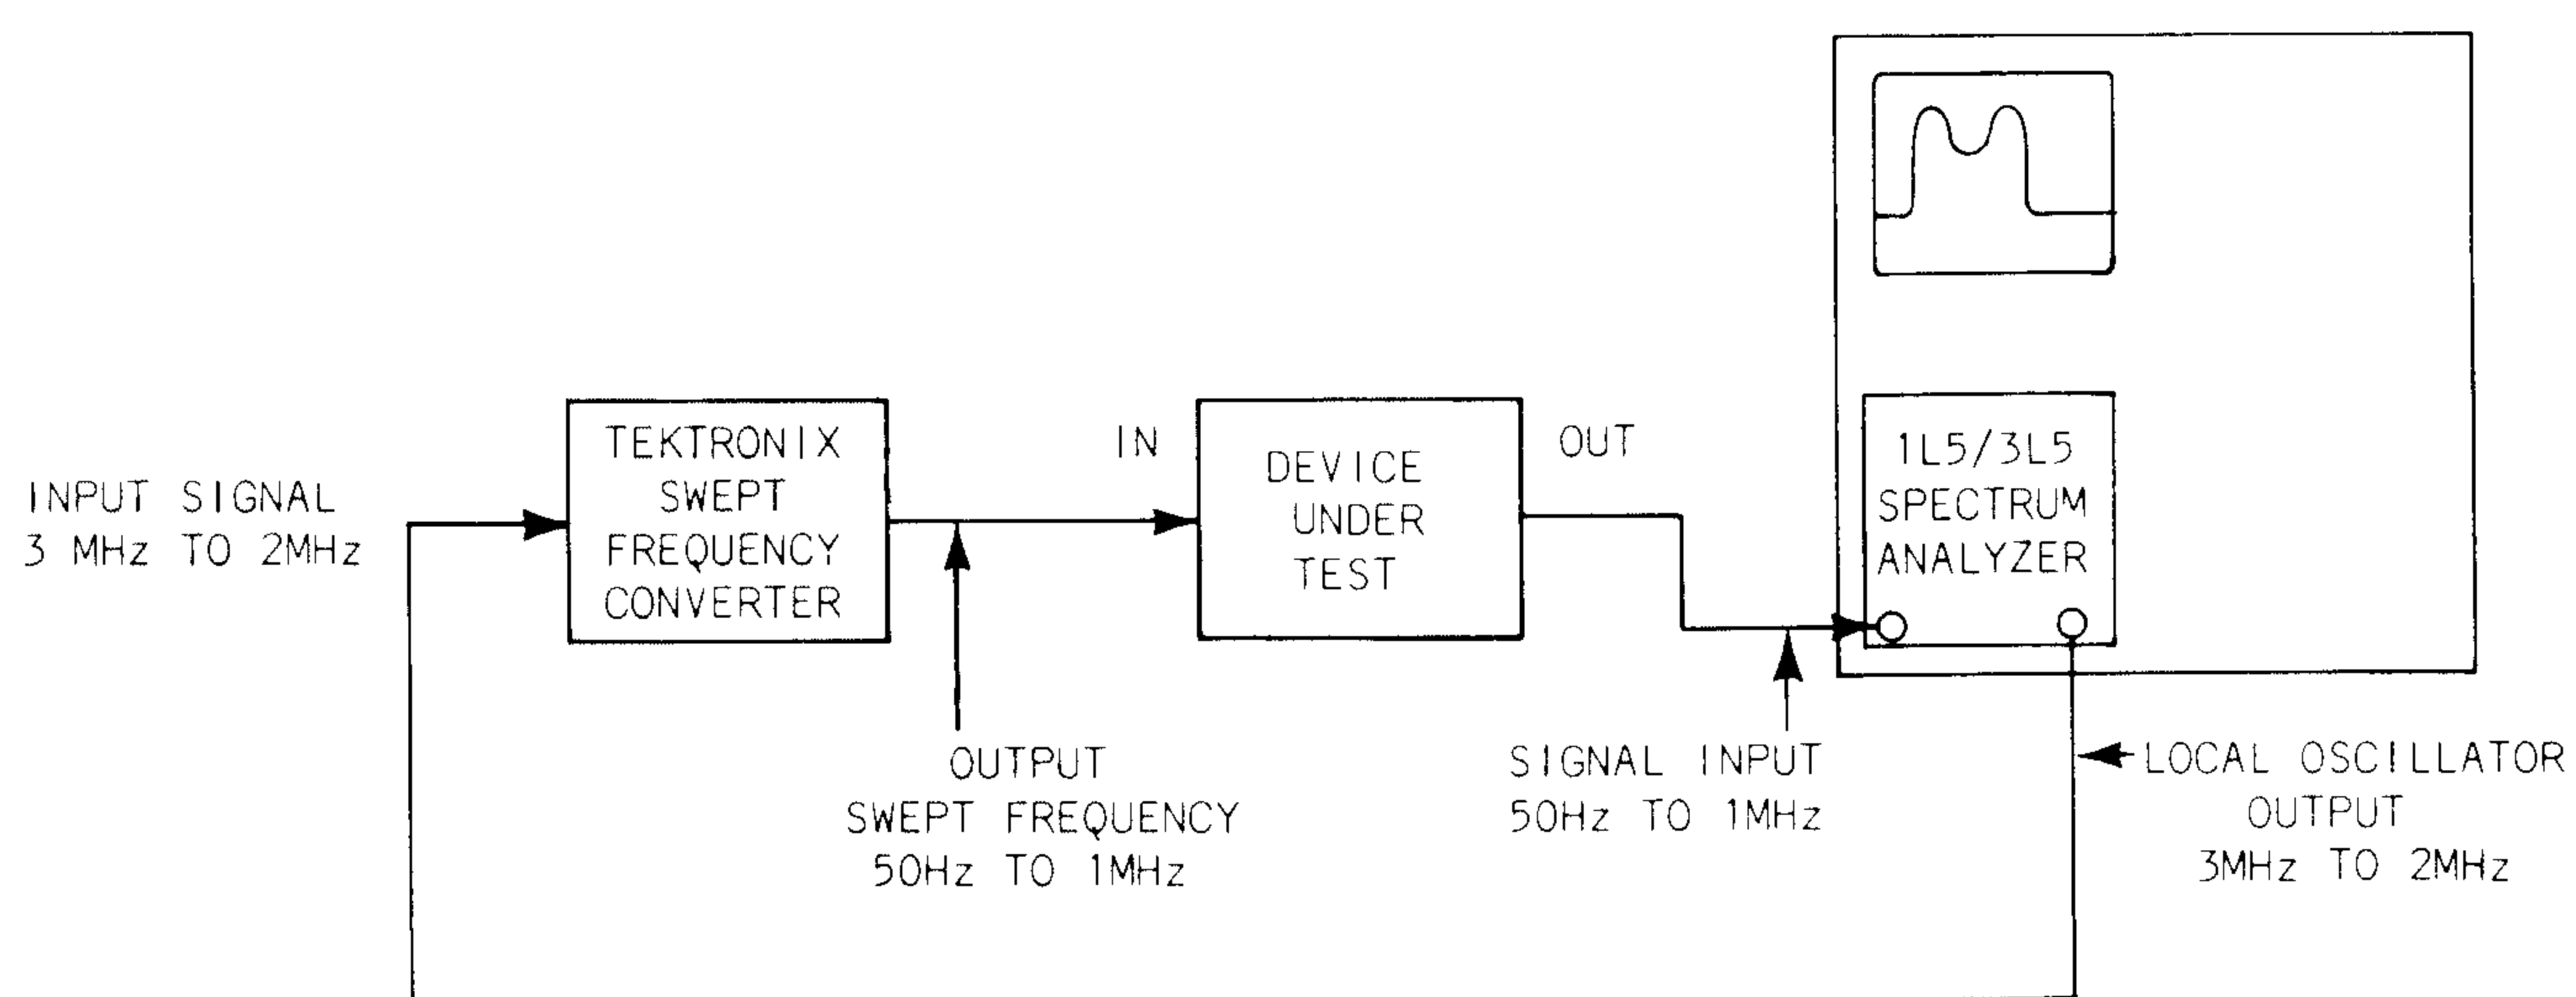 INPUT SIGNAL
3 MHz TO 2MHz
TEKTRONIX
SWEPT
FREQUENCY
CONVERTER
IN
DEVICE
UNDER
TEST
OUT
1L5/3L5
SPECTRUM
ANALYZER
OUTPUT
SWEPT FREQUENCY
50Hz TO 1MHz
SIGNAL INPUT
50Hz TO 1MHz
LOCAL OSCILLATOR
OUTPUT
3MHz TO 2MHz